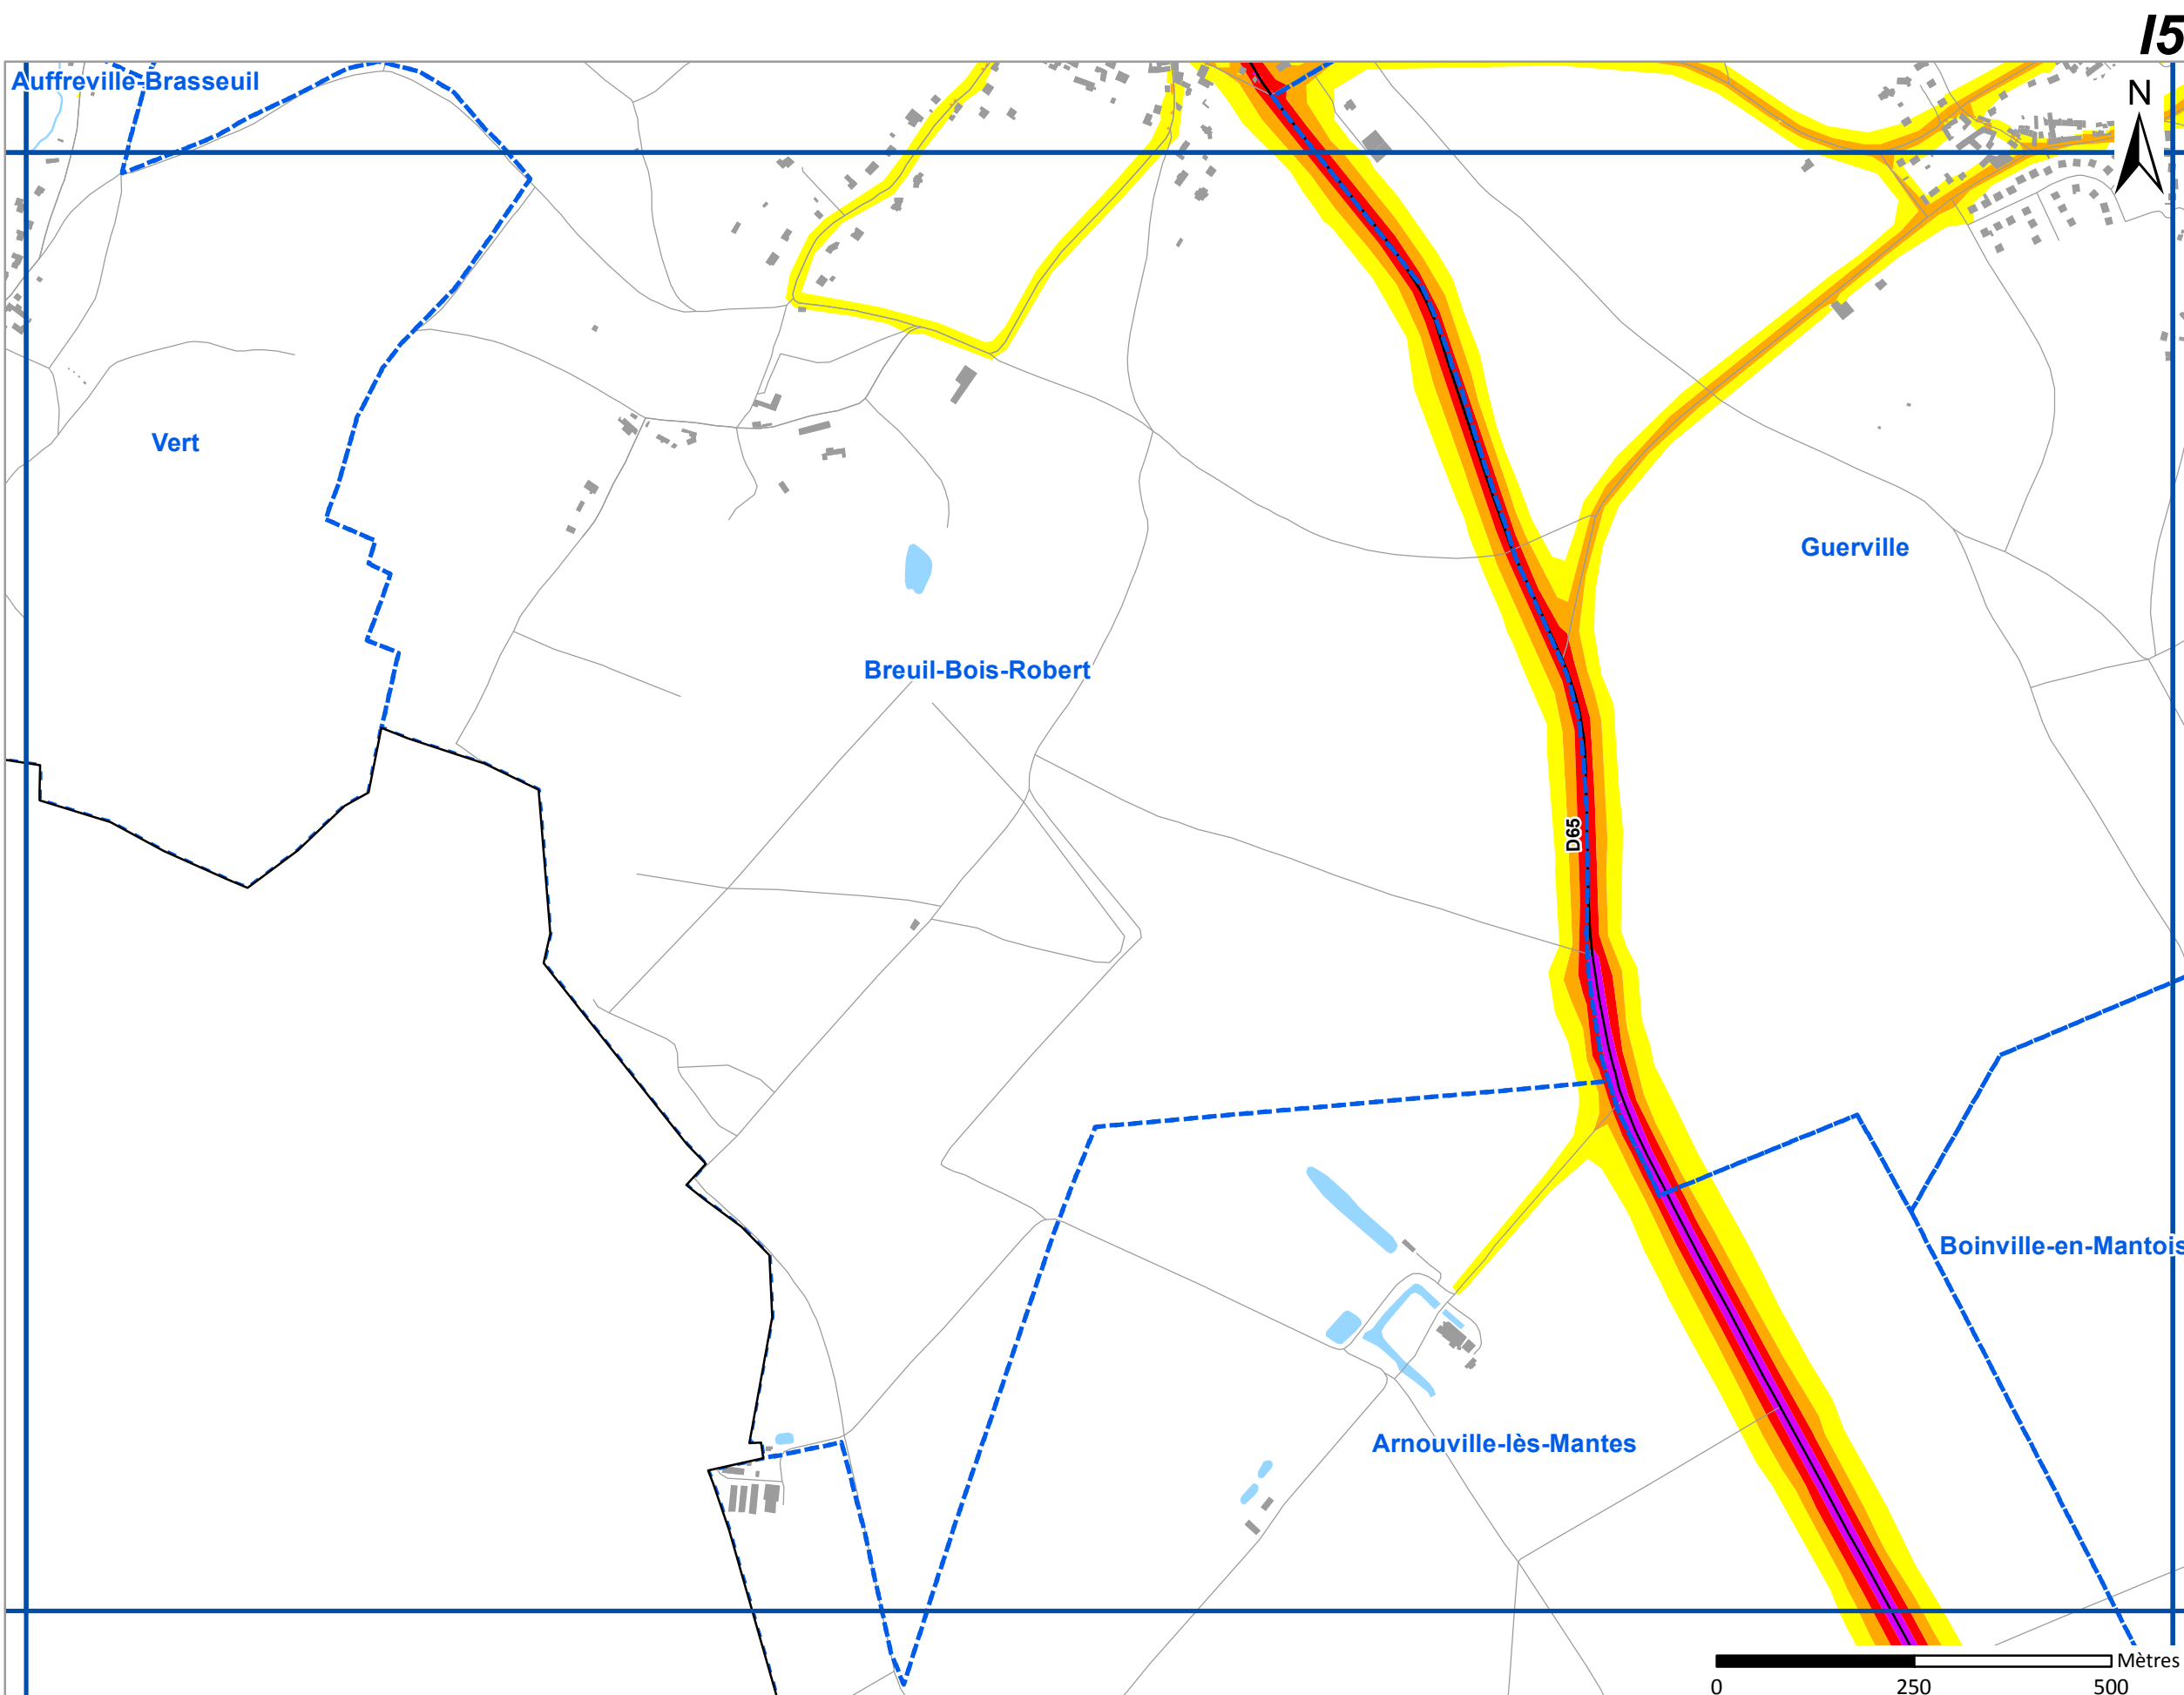 I5
Auffreville-Brasseuil
N
Vert
Guerville
Breuil-Bois-Robert
D65
Boinville-en-Mantois
Arnouville-lès-Mantes
Mètres
0 250 500